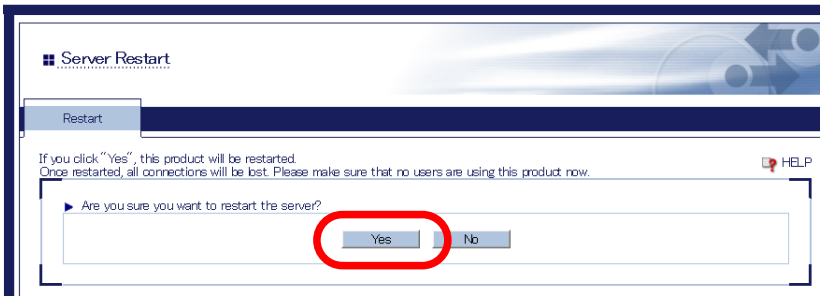 Server Restart
Restart
If you click "Yes", this product will be restarted.
Once restarted, all connections will be lost. Please make sure that no users are using this product now.
HELP
Are you sure you want to restart the server?
Yes No